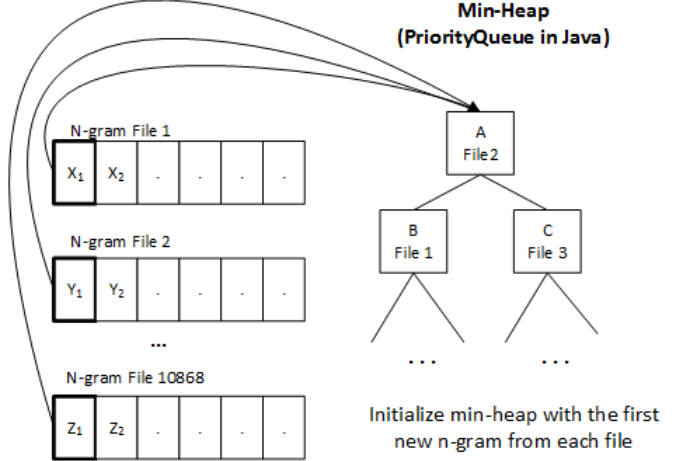 Min-Heap
(PriorityQueue in Java)
N-gram File 1
X1 X2 . . . .
N-gram File 2
Y1 Y2 . . . .
...
N-gram File 10868
Z1 Z2 . . . .
A
File2
B
File 1
C
File 3
... ...
Initialize min-heap with the first
new n-gram from each file